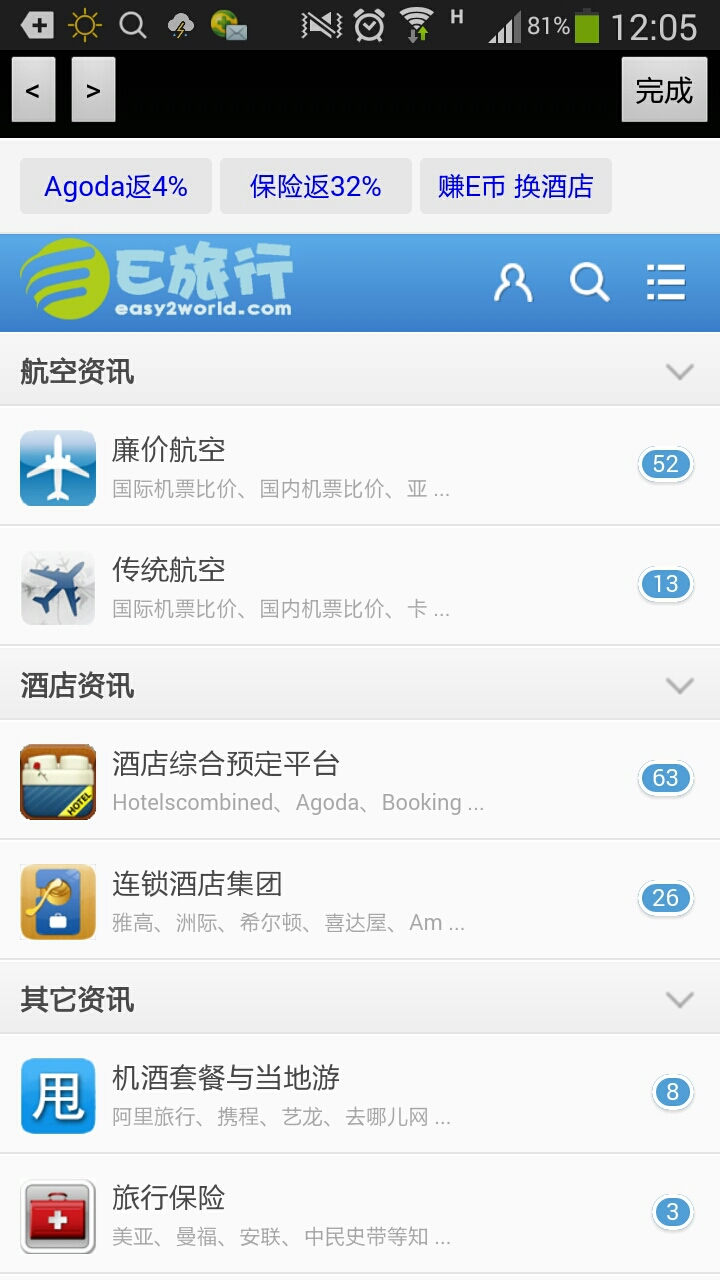 H 81% 12:05
< > 完成
Agoda返4% 保险返32% 赚E币 换酒店
E旅行
easy2world.com
航空资讯
廉价航空
52
国际机票比价、国内机票比价、亚 ...
传统航空
13
国际机票比价、国内机票比价、卡 ...
酒店资讯
酒店综合预定平台
63
Hotelscombined、Agoda、Booking ...
HOTEL
连锁酒店集团
26
雅高、洲际、希尔顿、喜达屋、Am ...
其它资讯
甩
机酒套餐与当地游
8
阿里旅行、携程、艺龙、去哪儿网 ...
旅行保险
3
美亚、曼福、安联、中民史带等知 ...